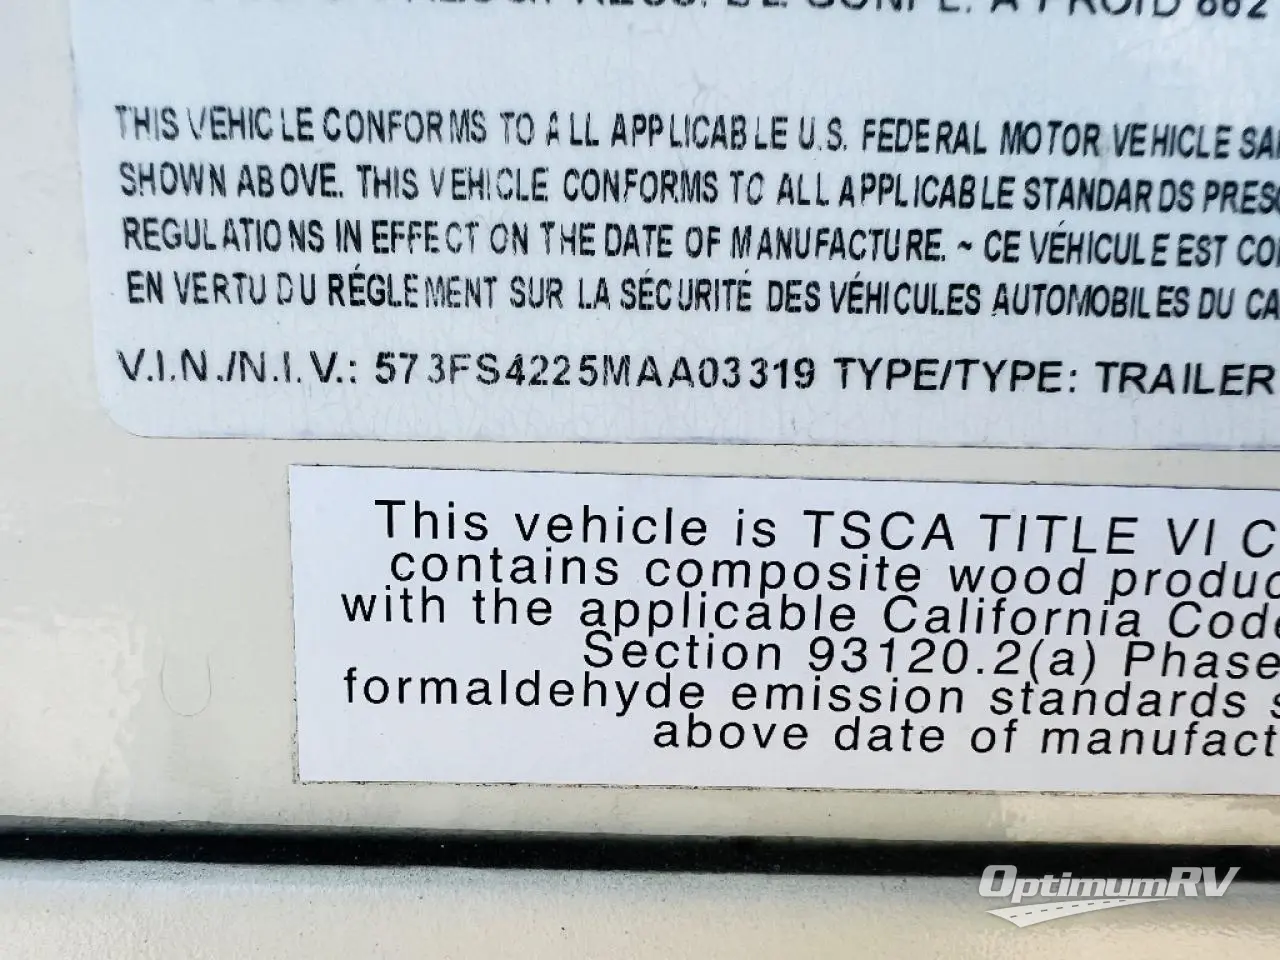 THIS VEHICLE CONFORMS TO ALL APPLICABLE U.S. FEDERAL MOTOR VEHICLE SA
SHOWN ABOVE. THIS VEHICLE CONFORMS TO ALL APPLICABLE STANDARDS PRES
REGULATIONS IN EFFECT ON THE DATE OF MANUFACTURE. ~ CE VÉHICULE EST CO
EN VERTU DU RÉGLEMENT SUR LA SÉCURITÉ DES VÉHICULES AUTOMOBILES DU CA
V.I.N./N.I.V.: 573FS4225MAA03319 TYPE/TYPE: TRAILER
This vehicle is TSCA TITLE VI C
contains composite wood produc
with the applicable California Code
Section 93120.2(a) Phase
formaldehyde emission standards s
above date of manufact
OptimumRV